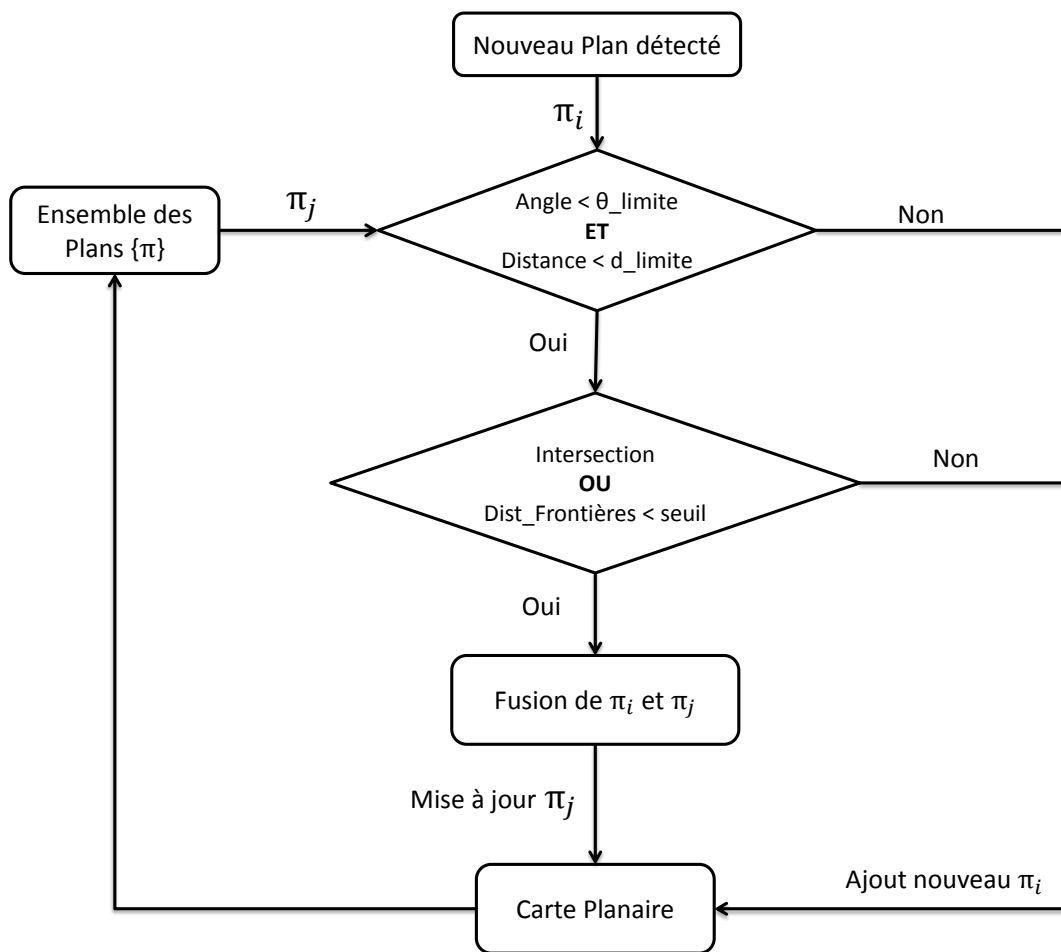 Nouveau Plan détecté
π𝑖
Ensemble des
Plans {π}
π𝑗
Angle < θ_limite
ET
Distance < d_limite
Non
Oui
Intersection
OU
Dist_Frontières < seuil
Non
Oui
Fusion de π𝑖 et π𝑗
Mise à jour π𝑗
Ajout nouveau π𝑖
Carte Planaire